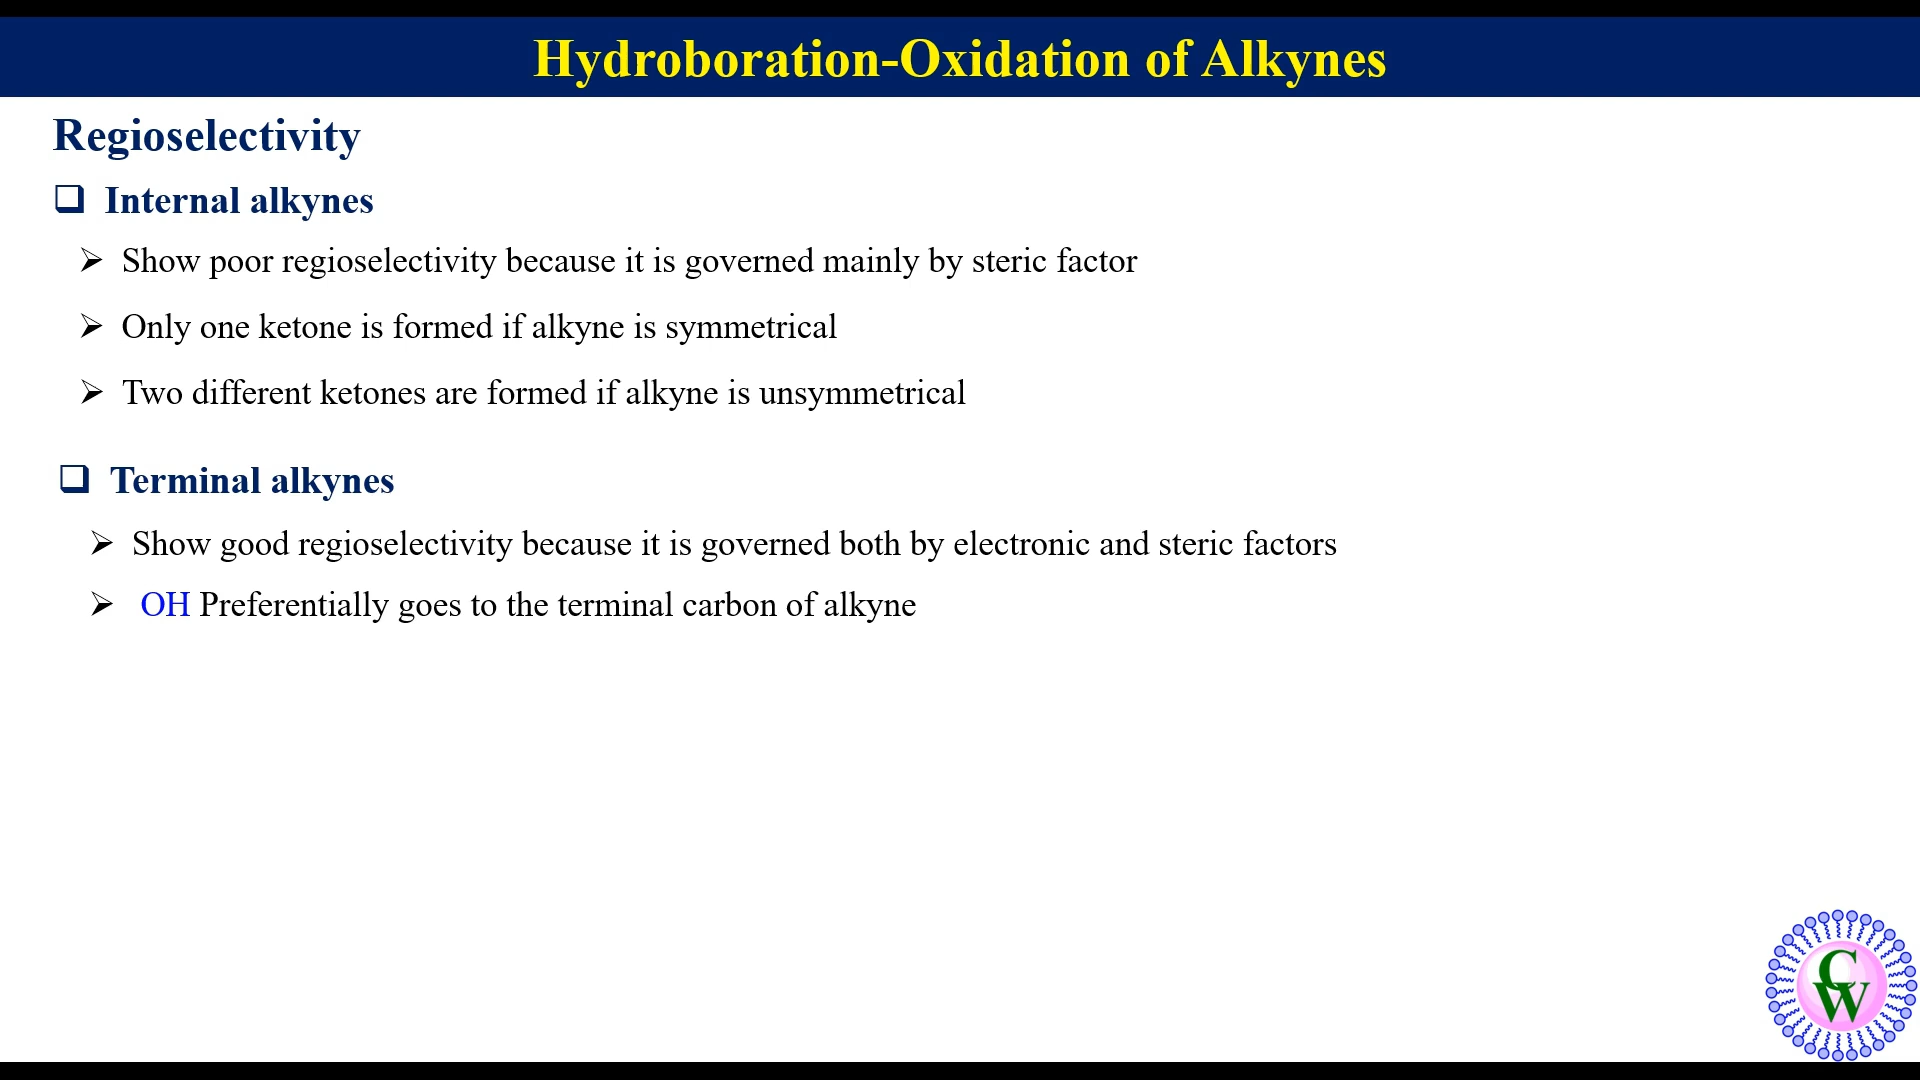 Hydroboration-Oxidation of Alkynes
Regioselectivity
❑ Internal alkynes
➢ Show poor regioselectivity because it is governed mainly by steric factor
➢ Only one ketone is formed if alkyne is symmetrical
➢ Two different ketones are formed if alkyne is unsymmetrical
❑ Terminal alkynes
➢ Show good regioselectivity because it is governed both by electronic and steric factors
➢ OH Preferentially goes to the terminal carbon of alkyne
C
W